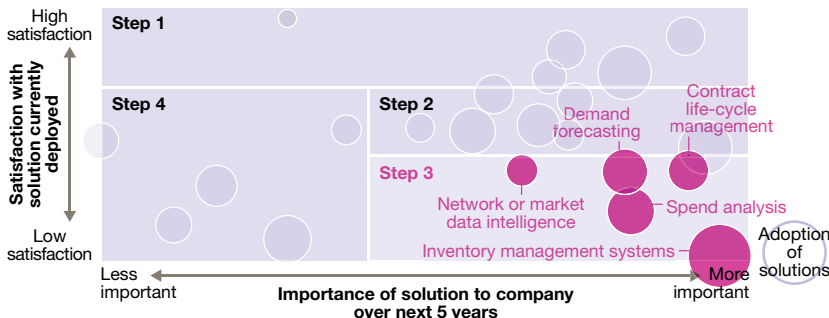 High
satisfaction
Satisfaction with
solution currently
deployed
Low
satisfaction
Step 1
Step 4
Step 2
Demand
forecasting
Contract
life-cycle
management
Step 3
Network or market
data intelligence
Spend analysis
Inventory management systems
Adoption
of
solutions
Less
important
More
important
Importance of solution to company
over next 5 years